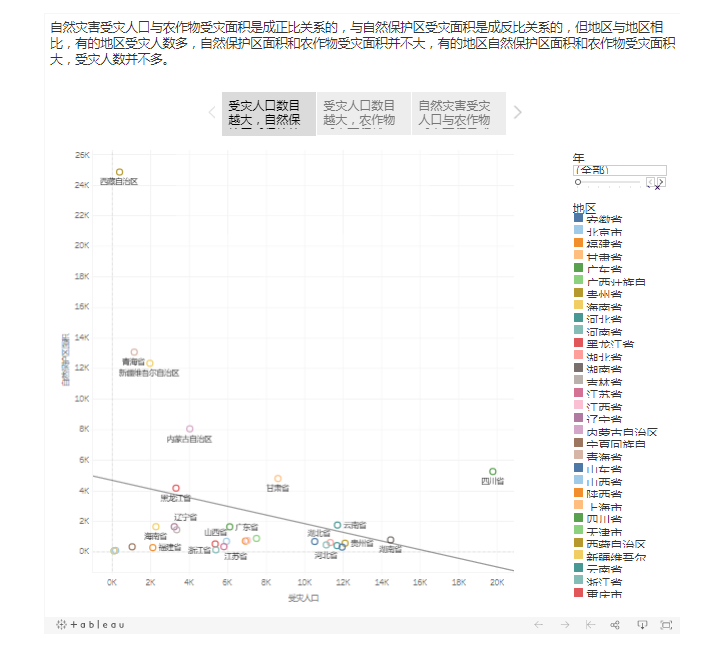 自然灾害受灾人口与农作物受灾面积是成正比关系的，与自然保护区受灾面积是成反比关系的，但地区与地区相
比，有的地区受灾人数多，自然保护区面积和农作物受灾面积并不大，有的地区自然保护区面积和农作物受灾面积
大，受灾人数并不多。
受灾人口数目
越大，自然保
受灾人口数目
越大，农作物
自然灾害受灾
人口与农作物
26K
24K
22K
20K
18K
16K
14K
12K
10K
8K
6K
4K
2K
0K
西藏自治区
青海省
新疆维吾尔自治区
内蒙古自治区
黑龙江省
甘肃省
四川省
辽宁省
海南省
福建省
山西省
广东省
浙江省
江苏省
湖北省
云南省
贵州省
河北省
湖南省
0K
2K
4K
6K
8K
10K
12K
14K
16K
18K
20K
受灾人口
年
(全部)
地区
安徽省
北京市
福建省
甘肃省
广东省
广西壮族自
贵州省
海南省
河北省
河南省
黑龙江省
湖北省
湖南省
吉林省
江苏省
江西省
辽宁省
内蒙古自治区
宁夏回族自
青海省
山东省
山西省
陕西省
上海市
四川省
天津市
西藏自治区
新疆维吾尔
云南省
浙江省
重庆市
+ableau